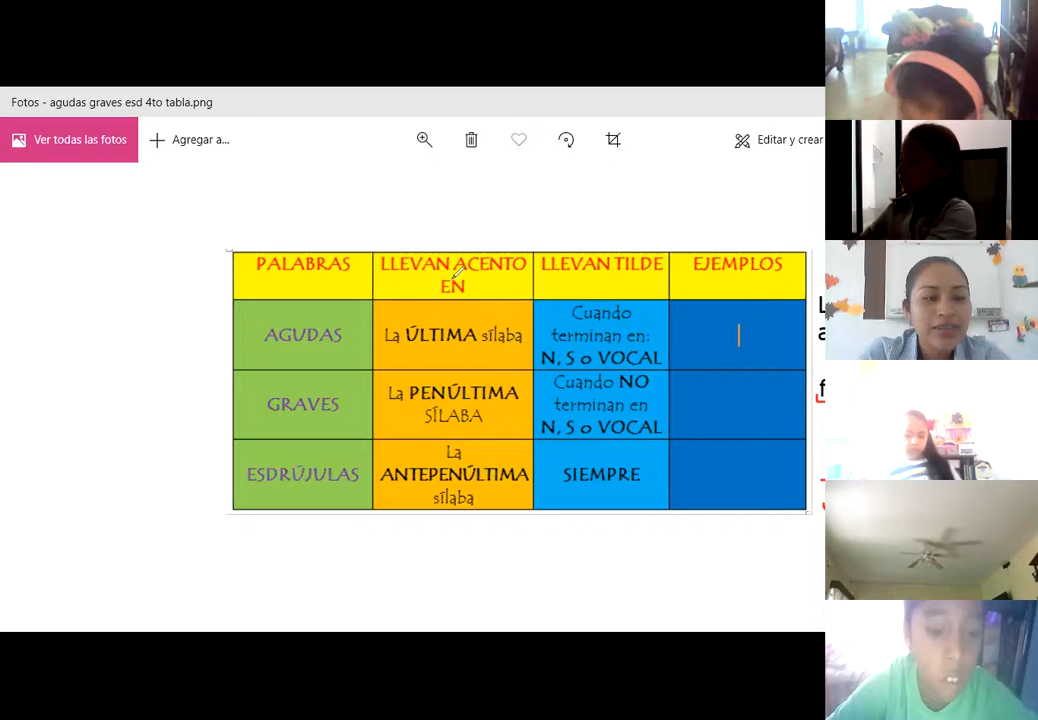 Fotos - agudas graves esd 4to tabla.png
Ver todas las fotos
Agregar a...
Editar y crear
PALABRAS
LLEVAN ACENTO
EN
LLEVAN TILDE
EJEMPLOS
AGUDAS
La ÚLTIMA sílaba
Cuando
terminan en:
N, S o VOCAL
GRAVES
La PENÚLTIMA
SÍLABA
Cuando NO
terminan en
N, S o VOCAL
ESDRÚJULAS
La
ANTEPENÚLTIMA
sílaba
SIEMPRE